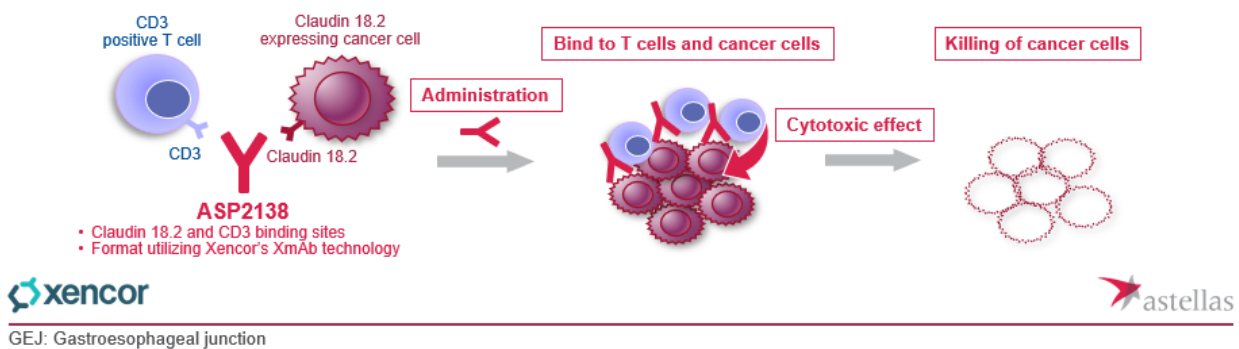 CD3
positive T cell
Claudin 18.2
expressing cancer cell
CD3
Claudin 18.2
ASP2138
• Claudin 18.2 and CD3 binding sites
• Format utilizing Xencor's XmAb technology
Administration
Bind to T cells and cancer cells
Cytotoxic effect
Killing of cancer cells
xencor
astellas
GEJ: Gastroesophageal junction